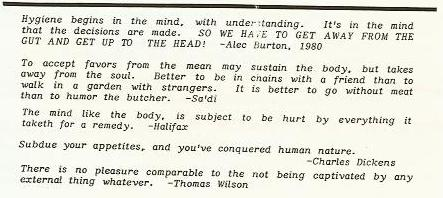 Hygiene begins in the mind, with understanding. It's in the mind
that the decisions are made. SO WE HAVE TO GET AWAY FROM THE
GUT AND GET UP TO THE HEAD! -Alec Burton, 1980
To accept favors from the mean may sustain the body, but takes
away from the soul. Better to be in chains with a friend than to
walk in a garden with strangers. It is better to go without meat
than to humor the butcher. -Sa'di
The mind like the body, is subject to be hurt by everything it
taketh for a remedy. -Halifax
Subdue your appetites, and you've conquered human nature.
-Charles Dickens
There is no pleasure comparable to the not being captivated by any
external thing whatever. -Thomas Wilson